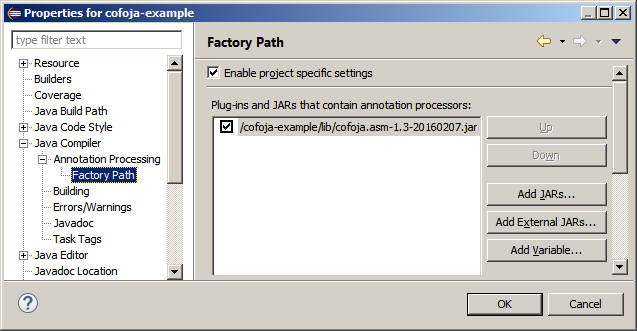 Properties for cofoja-example
type filter text
Resource
Builders
Coverage
Java Build Path
Java Code Style
Java Compiler
Annotation Processing
Factory Path
Building
Errors/Warnings
Javadoc
Task Tags
Java Editor
Javadoc Location
Factory Path
Enable project specific settings
Plug-ins and JARs that contain annotation processors:
/cofoja-example/lib/cofoja.asm-1.3-20160207.jar
Up
Down
Add JARs...
Add External JARs...
Add Variable...
?
OK
Cancel